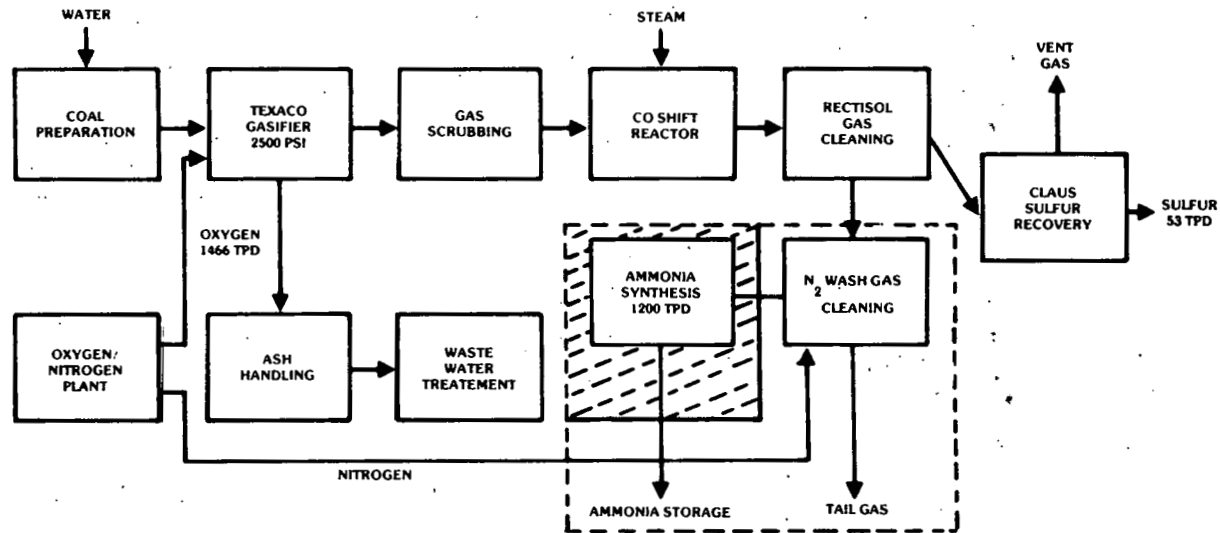 WATER
STEAM
VENT
GAS
COAL
PREPARATION
TEXACO
GASIFIER
2500 PSI
GAS
SCRUBBING
CO SHIFT
REACTOR
RECTISOL
GAS
CLEANING
CLAUS
SULFUR
RECOVERY
SULFUR
53 TPD
OXYGEN
1466 TPD
AMMONIA
SYNTHESIS
1200 TPD
N2 WASH GAS
CLEANING
OXYGEN/
NITROGEN
PLANT
ASH
HANDLING
WASTE
WATER
TREATEMENT
NITROGEN
AMMONIA STORAGE
TAIL GAS